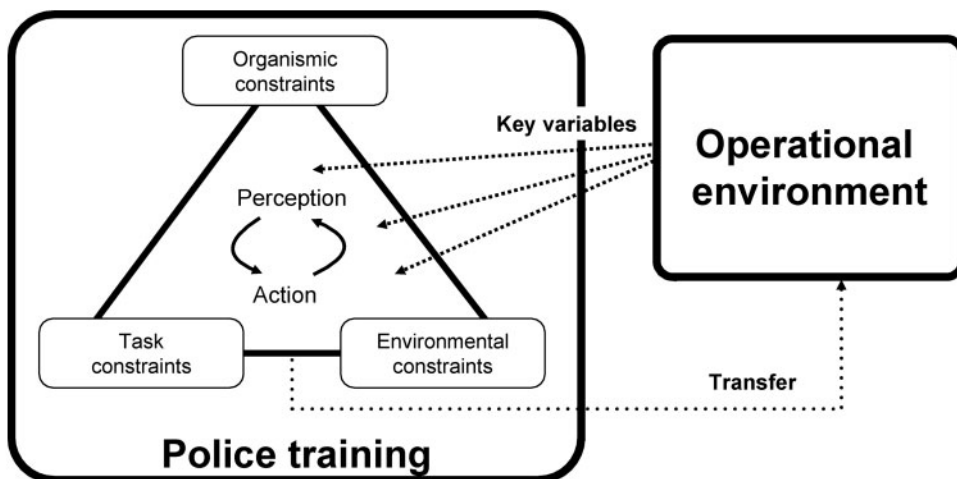 Organismic
constraints
Key variables
Operational
environment
Perception
Action
Task
constraints
Environmental
constraints
Transfer
Police training